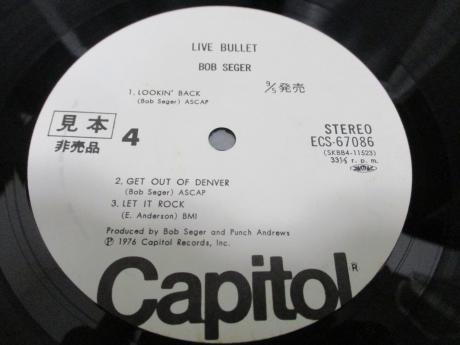 LIVE BULLET
BOB SEGER
1. LOOKIN' BACK
(Bob Seger) ASCAP
9/5発売
見本
非売品
4
STEREO
ECS-67086
(SKBB4-11523)
33⅓ r. p. m.
2. GET OUT OF DENVER
(Bob Seger) ASCAP
3. LET IT ROCK
(E. Anderson) BMI
Produced by Bob Seger and Punch Andrews
Ⓟ 1976 Capitol Records, Inc.
Capitol®